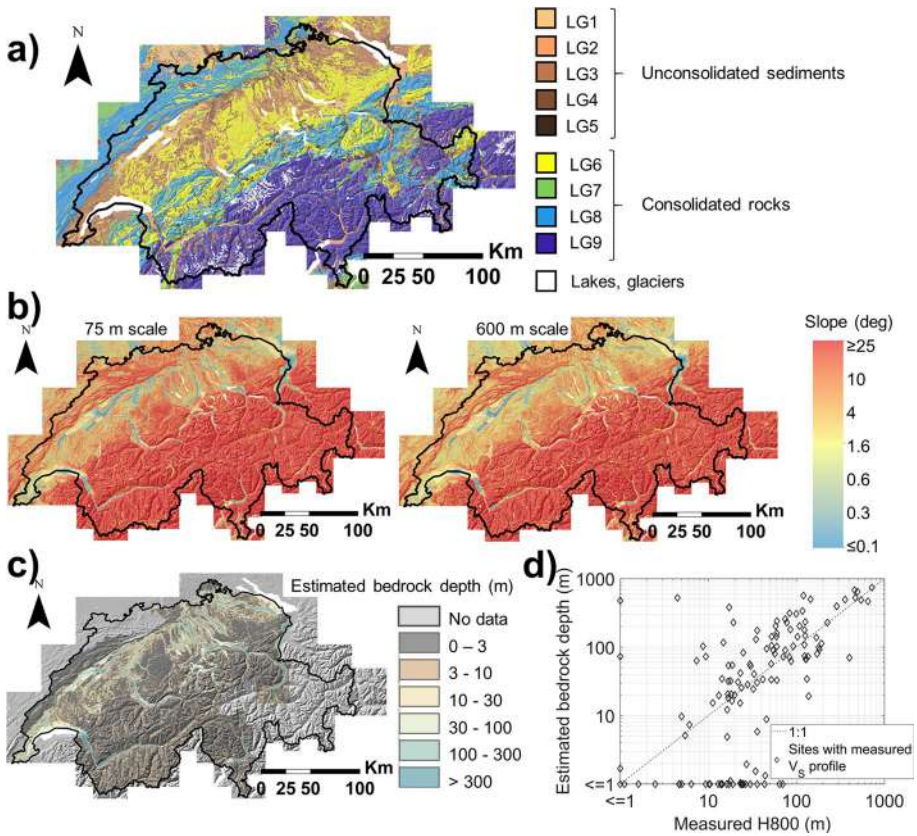 a)
N
Km
0 25 50 100
LG1
LG2
LG3
LG4
LG5
Unconsolidated sediments
LG6
LG7
LG8
LG9
Consolidated rocks
Lakes, glaciers
b)
N
75 m scale
Km
0 25 50 100
N
600 m scale
Km
0 25 50 100
Slope (deg)
≥25
10
4
1.6
0.6
0.3
≤0.1
c)
N
Km
0 25 50 100
Estimated bedrock depth (m)
No data
0 – 3
3 - 10
10 - 30
30 - 100
100 - 300
> 300
d)
Estimated bedrock depth (m)
1000
100
10
<=1
1:1
Sites with measured
VS profile
<=1 10 100 1000
Measured H800 (m)